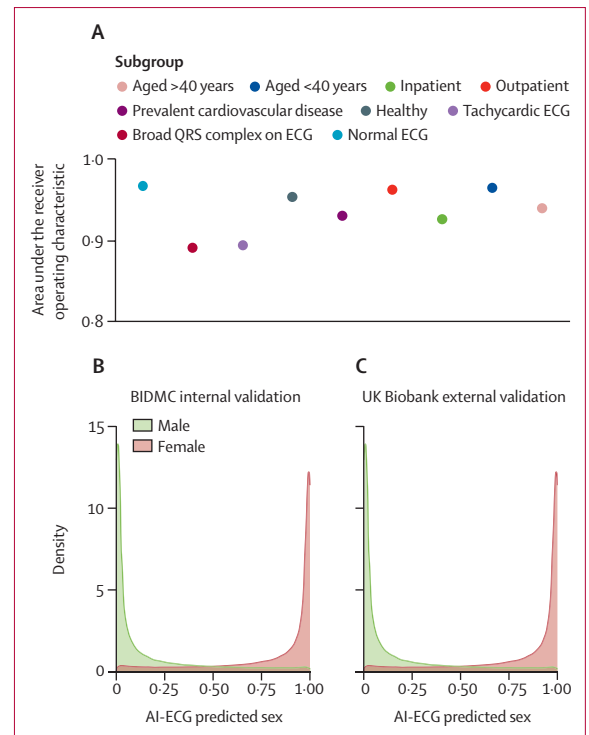 A
Subgroup
Aged >40 years Aged <40 years Inpatient Outpatient
Prevalent cardiovascular disease Healthy Tachycardic ECG
Broad QRS complex on ECG Normal ECG
Area under the receiver
operating characteristic
1·0
0·9
0·8
B
BIDMC internal validation
Male
Female
Density
15
10
5
0
0 0·25 0·50 0·75 1·00
AI-ECG predicted sex
C
UK Biobank external validation
0 0·25 0·50 0·75 1·00
AI-ECG predicted sex